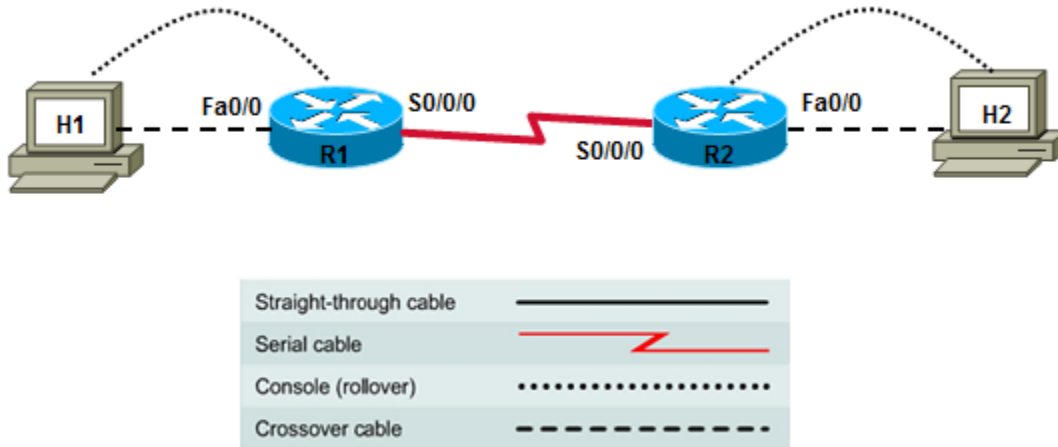 H1
Fa0/0
S0/0/0
R1
S0/0/0
R2
Fa0/0
H2
Straight-through cable
Serial cable
Console (rollover)
Crossover cable